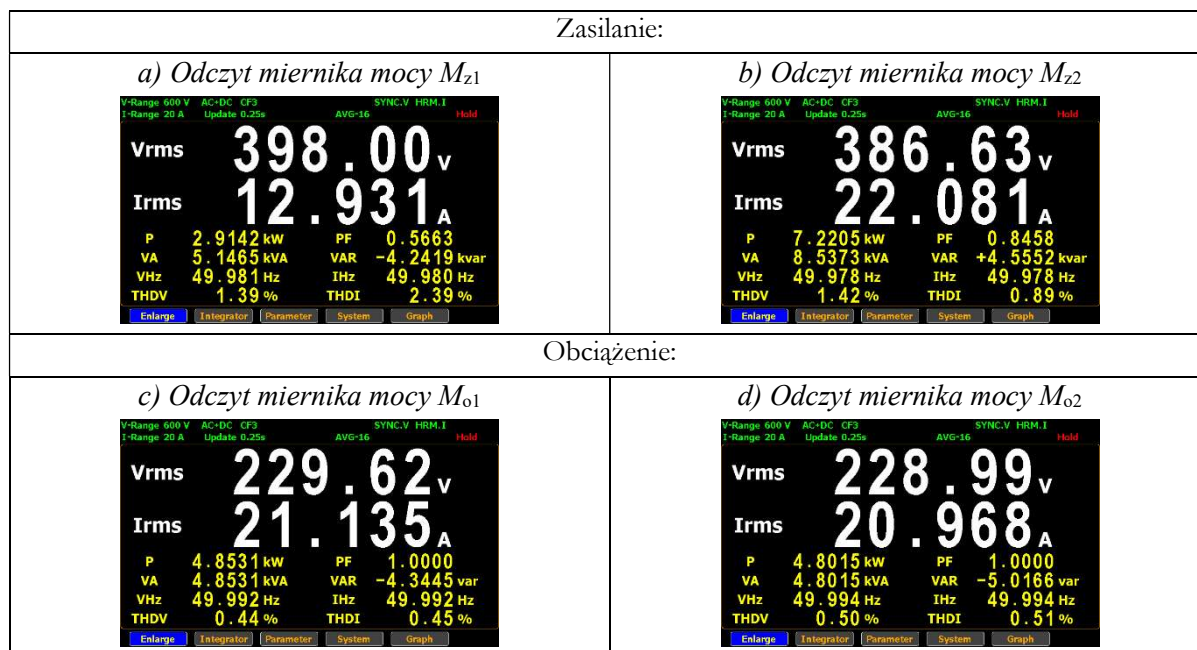 Zasilanie:
a) Odczyt miernika mocy Mz1
V-Range 600 V AC+DC CF3 SYNC.V HRM.I
I-Range 20 A Update 0.25s AVG-16 Hold
Vrms 398.00 V
Irms 12.931 A
P 2.9142 kW PF 0.5663
VA 5.1465 kVA VAR -4.2419 kvar
VHz 49.981 Hz IHz 49.980 Hz
THDV 1.39 % THDI 2.39 %
Enlarge Integrator Parameter System Graph
b) Odczyt miernika mocy Mz2
V-Range 600 V AC+DC CF3 SYNC.V HRM.I
I-Range 20 A Update 0.25s AVG-16 Hold
Vrms 386.63 V
Irms 22.081 A
P 7.2205 kW PF 0.8458
VA 8.5373 kVA VAR +4.5552 kvar
VHz 49.978 Hz IHz 49.978 Hz
THDV 1.42 % THDI 0.89 %
Enlarge Integrator Parameter System Graph
Obciążenie:
c) Odczyt miernika mocy Mo1
V-Range 600 V AC+DC CF3 SYNC.V HRM.I
I-Range 20 A Update 0.25s AVG-16 Hold
Vrms 229.62 V
Irms 21.135 A
P 4.8531 kW PF 1.0000
VA 4.8531 kVA VAR -4.3445 var
VHz 49.992 Hz IHz 49.992 Hz
THDV 0.44 % THDI 0.45 %
Enlarge Integrator Parameter System Graph
d) Odczyt miernika mocy Mo2
V-Range 600 V AC+DC CF3 SYNC.V HRM.I
I-Range 20 A Update 0.25s AVG-16 Hold
Vrms 228.99 V
Irms 20.968 A
P 4.8015 kW PF 1.0000
VA 4.8015 kVA VAR -5.0166 var
VHz 49.994 Hz IHz 49.994 Hz
THDV 0.50 % THDI 0.51 %
Enlarge Integrator Parameter System Graph